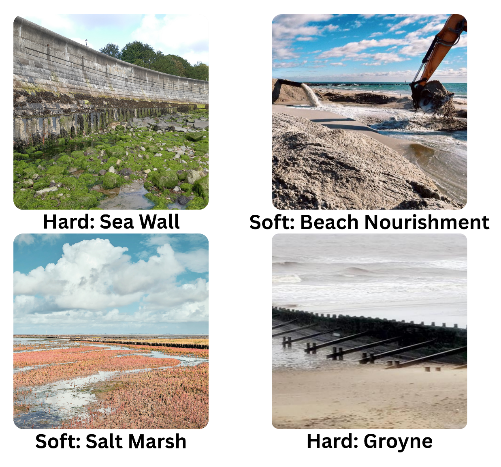 Hard: Sea Wall
Soft: Beach Nourishment
Soft: Salt Marsh
Hard: Groyne